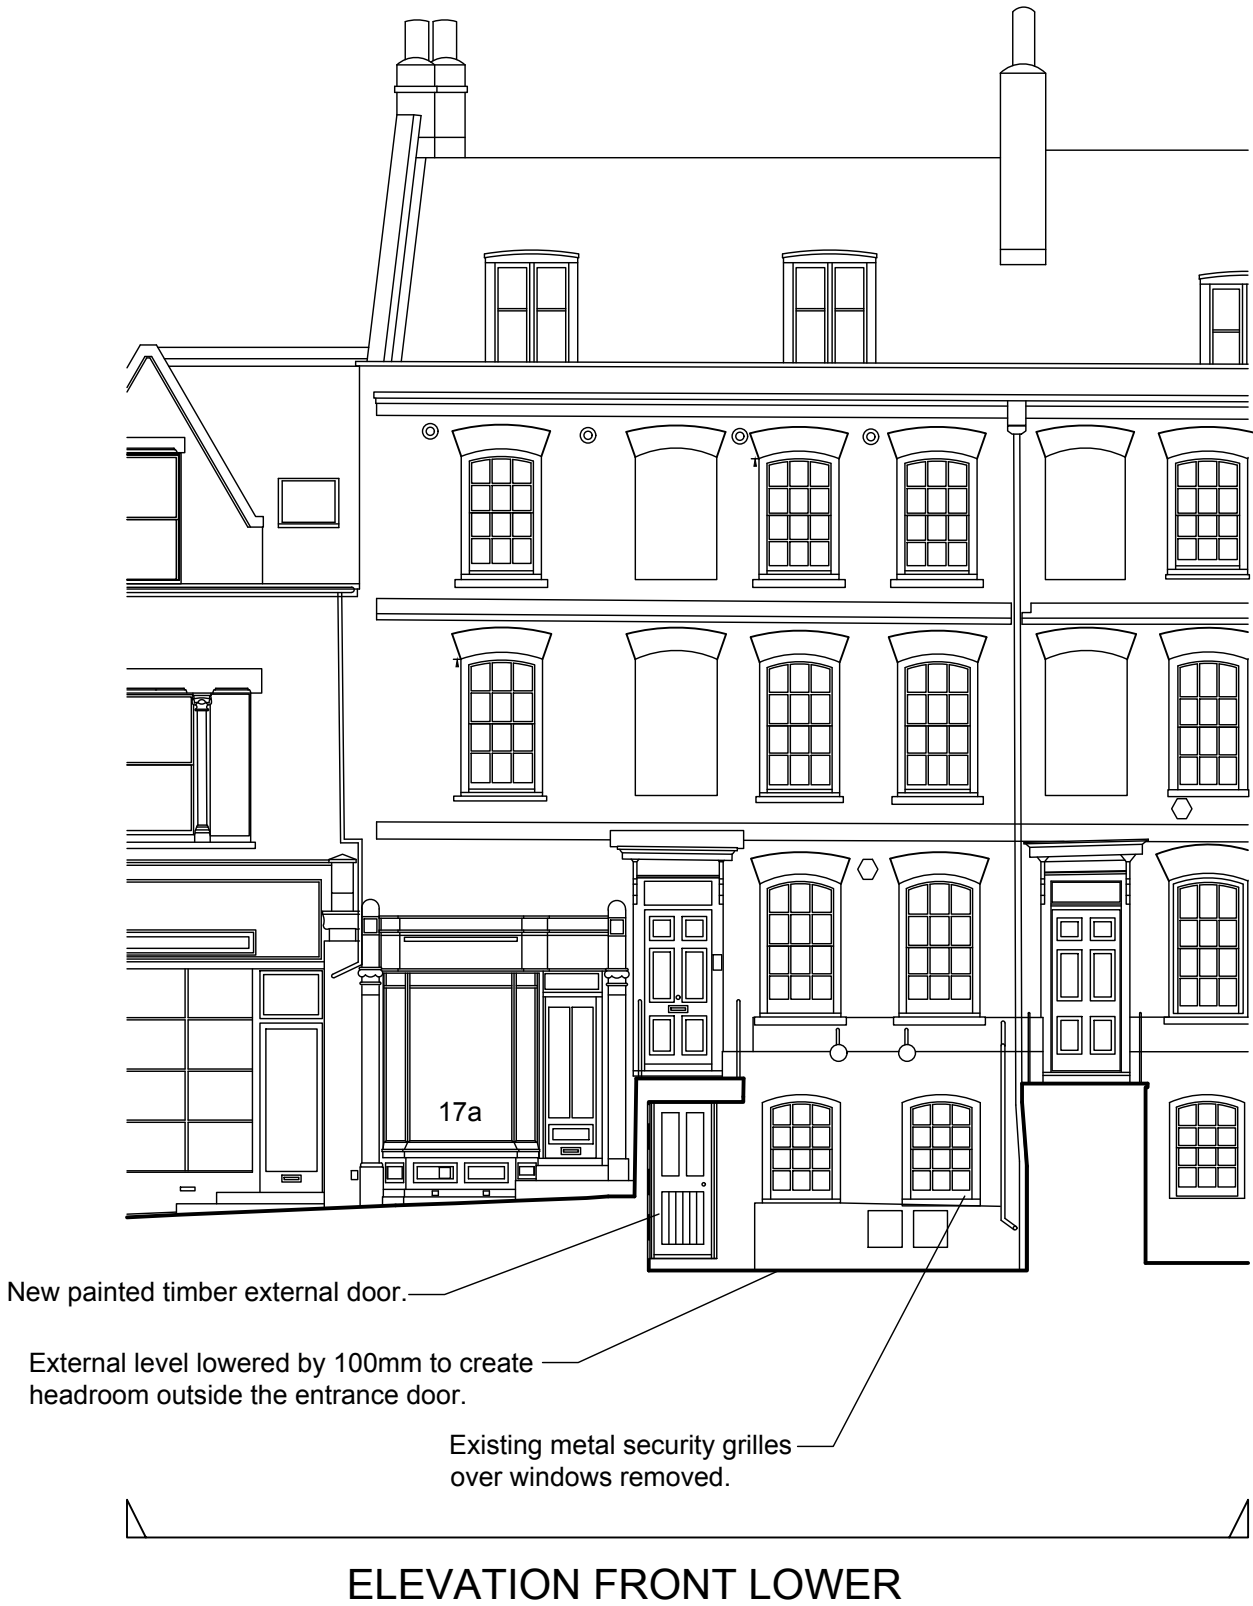 17a
New painted timber external door.
External level lowered by 100mm to create
headroom outside the entrance door.
Existing metal security grilles
over windows removed.
ELEVATION FRONT LOWER